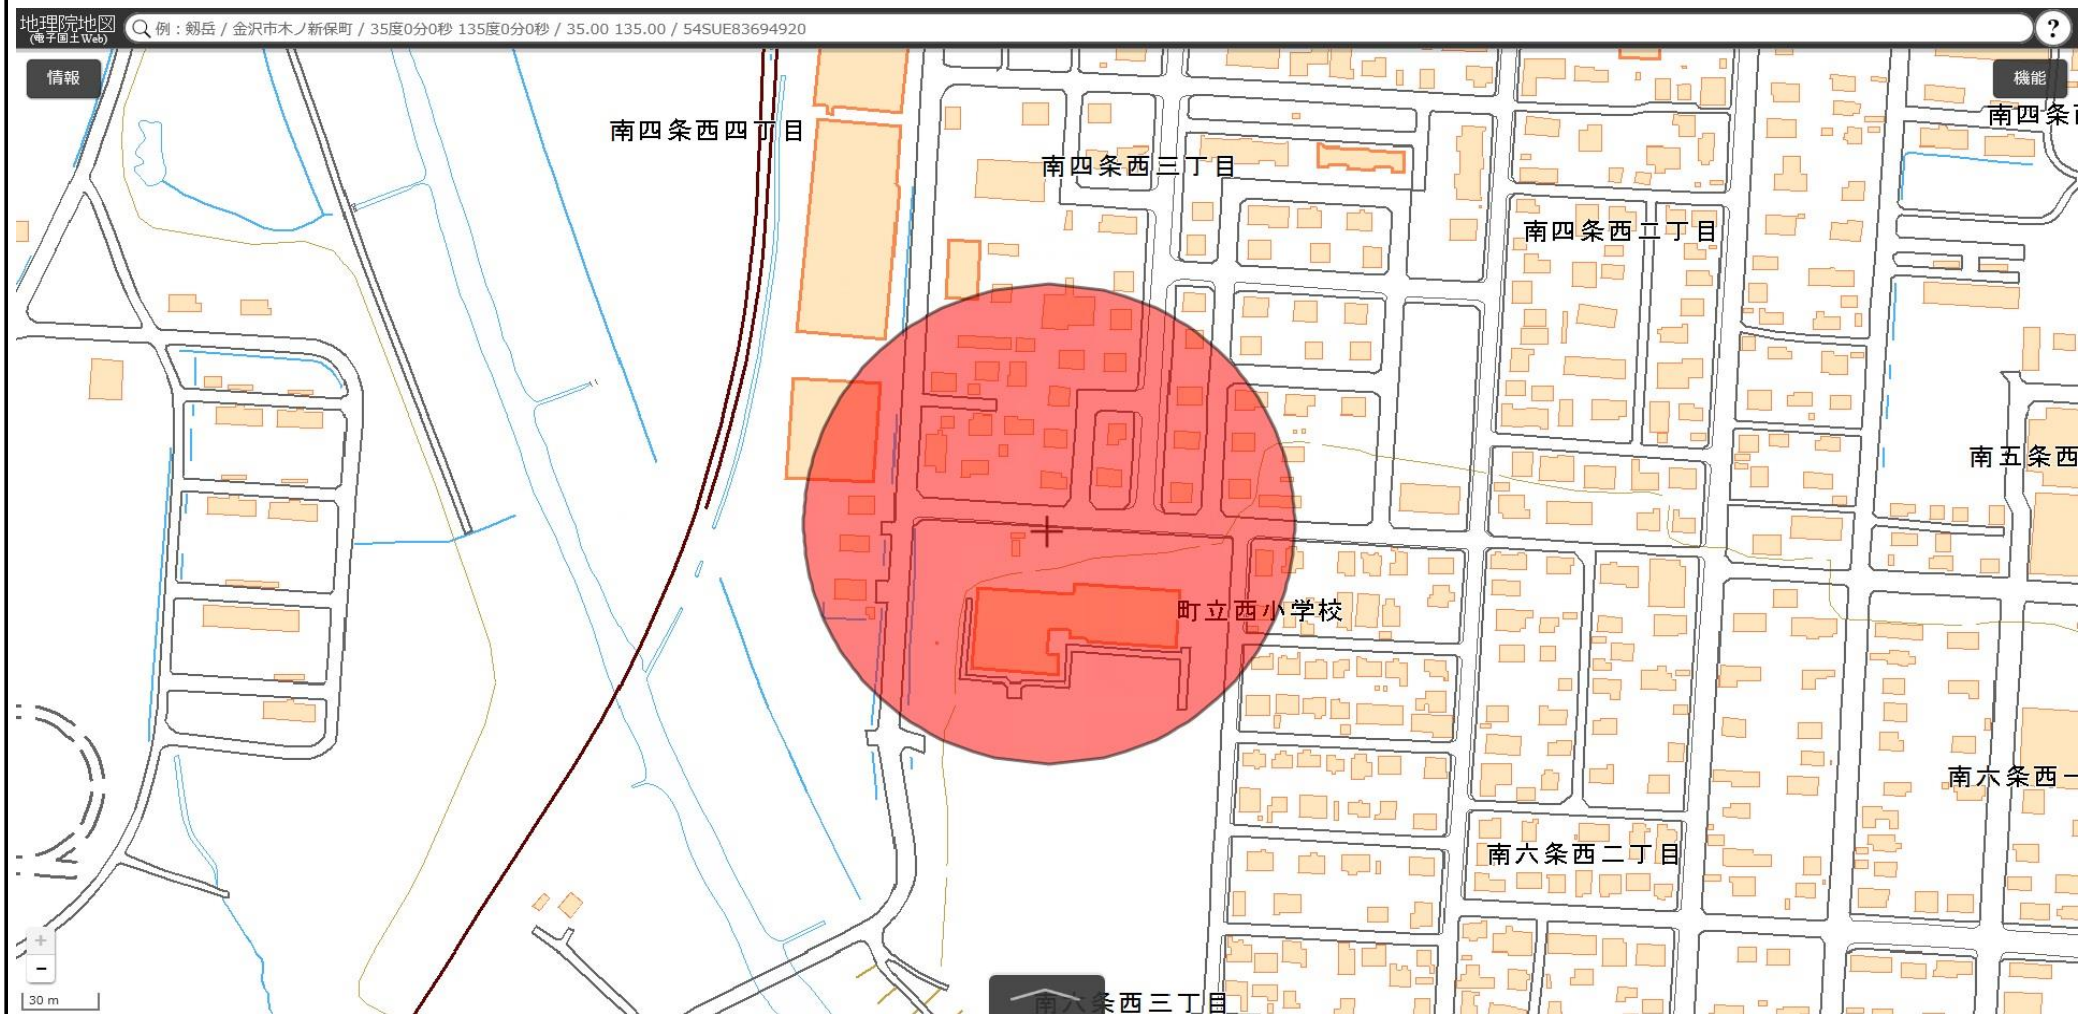 地理院地図
(電子国土Web)
例：剱岳 / 金沢市木ノ新保町 / 35度0分0秒 135度0分0秒 / 35.00 135.00 / 54SUE83694920
?
情報
機能
南四条西四丁目
南四条
南四条西三丁目
南四条西二丁目
南五条西
町立西小学校
南六条西一
南六条西二丁目
+
-
30 m
南六条西三丁目